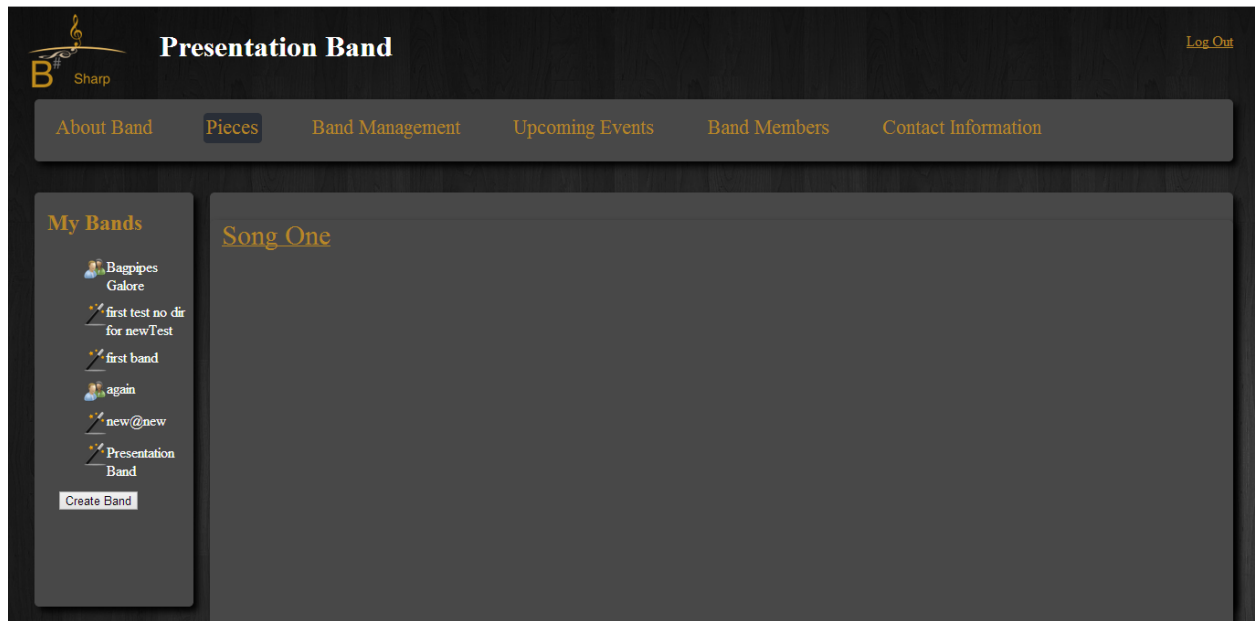 B#
Sharp
Presentation Band
Log Out
About Band Pieces Band Management Upcoming Events Band Members Contact Information
My Bands
Bagpipes
Galore
first test no dir
for newTest
first band
again
new@new
Presentation
Band
Create Band
Song One